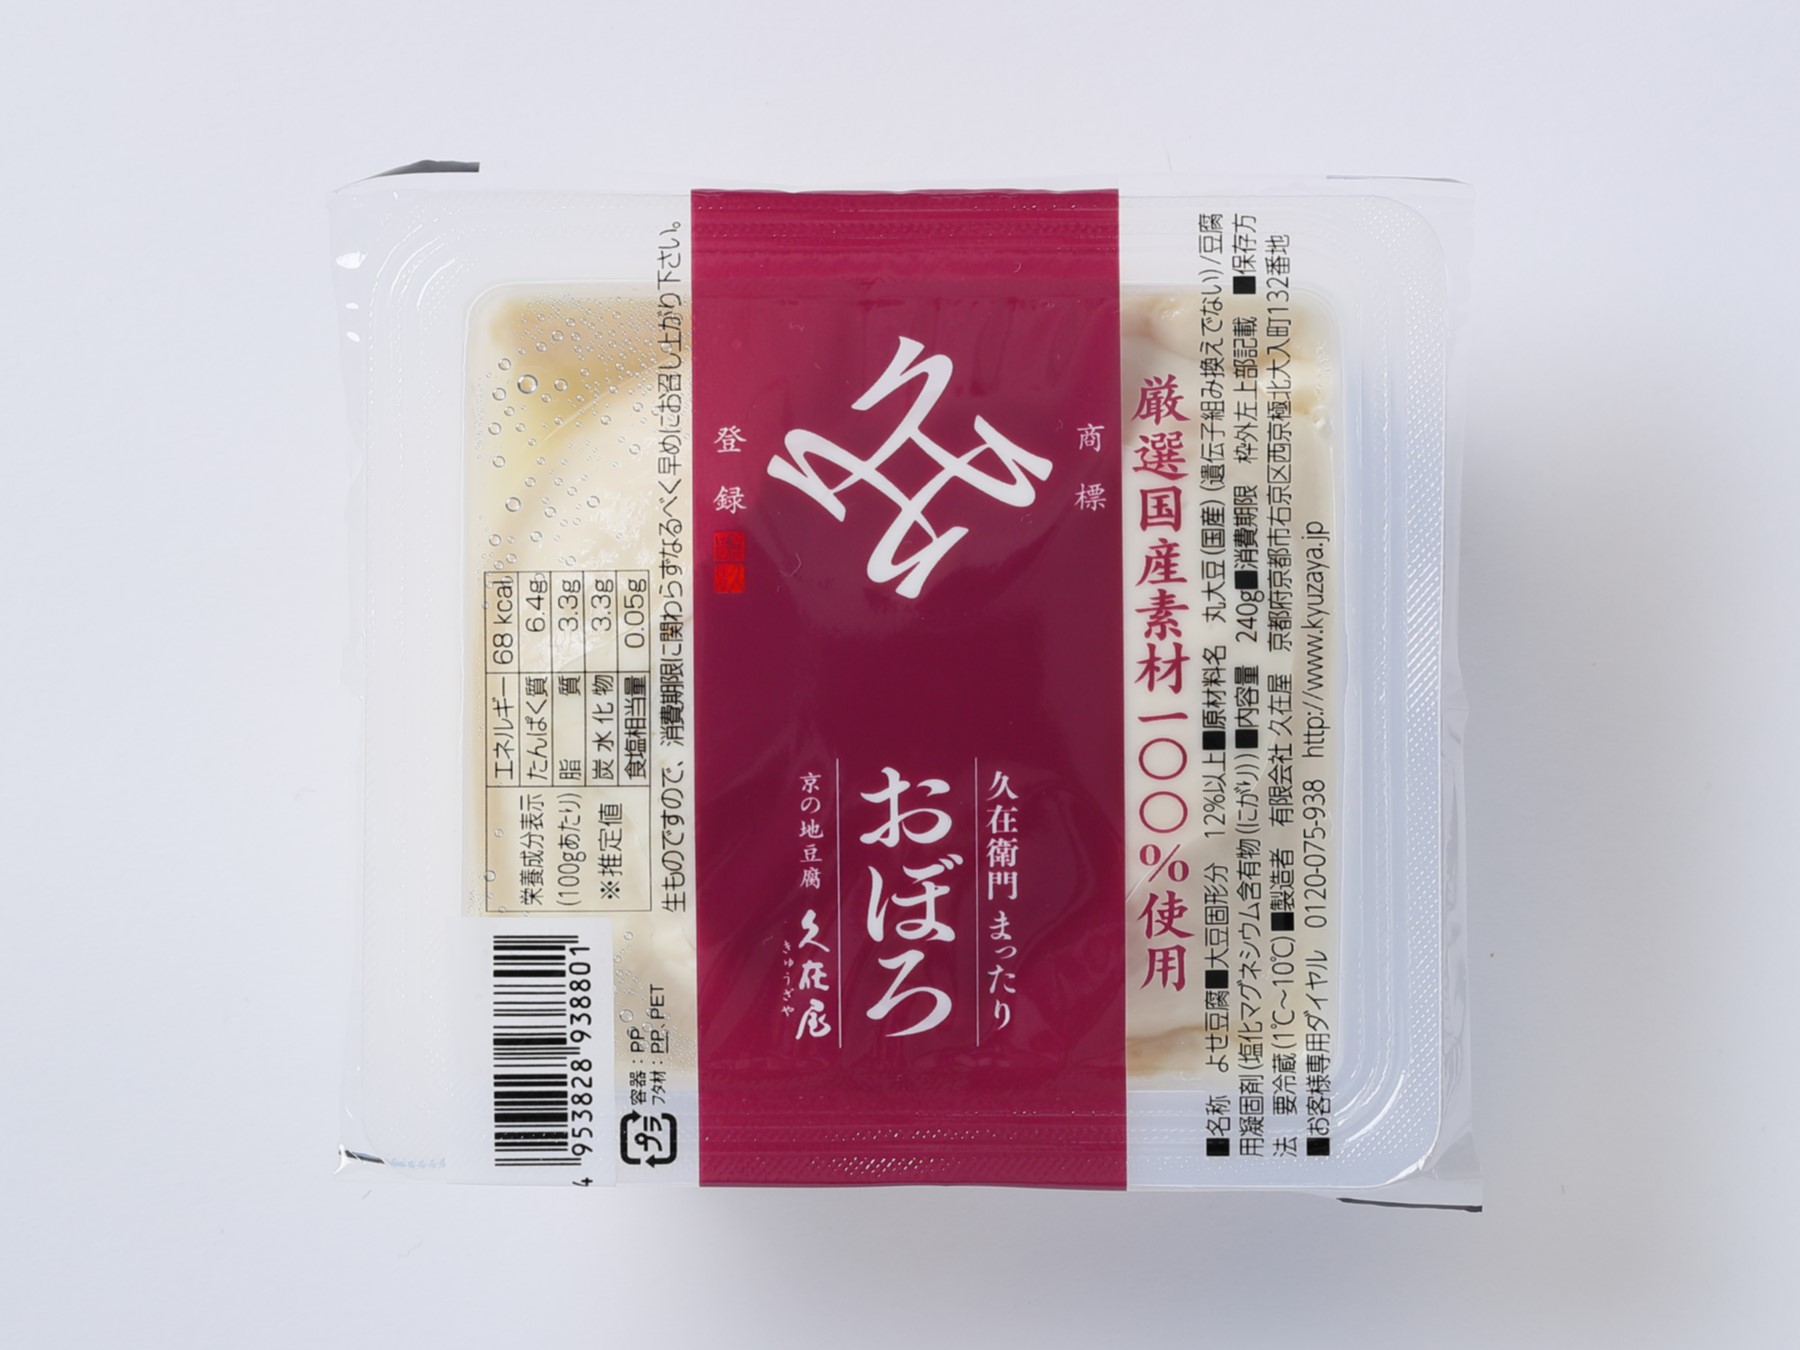 厳選国産素材一〇〇%使用
商標
登録
久在衛門 まったり
おぼろ
京の地豆腐 久在屋
きゅうざや
■名称 よせ豆腐■大豆固形分 12%以上■原材料名 丸大豆(国産)(遺伝子組み換えでない)/豆腐
用凝固剤(塩化マグネシウム含有物(にがり))■内容量 240g■消費期限 枠外左上部記載 ■保存方
法 要冷蔵(1℃~10℃)■製造者 有限会社 久在屋 京都府京都市右京区西京極北大入町132番地
■お客様専用ダイヤル 0120-075-938 http://www.kyuzaya.jp
栄養成分表示
(100gあたり)
※推定値
エネルギー 68 kcal
たんぱく質 6.4g
脂質 3.3g
炭水化物 3.3g
食塩相当量 0.05g
生ものですので、消費期限に関わらずなるべく早めにお召し上がり下さい。
4 953828 938801
プラ
容器:PP
フタ材:PP、PET